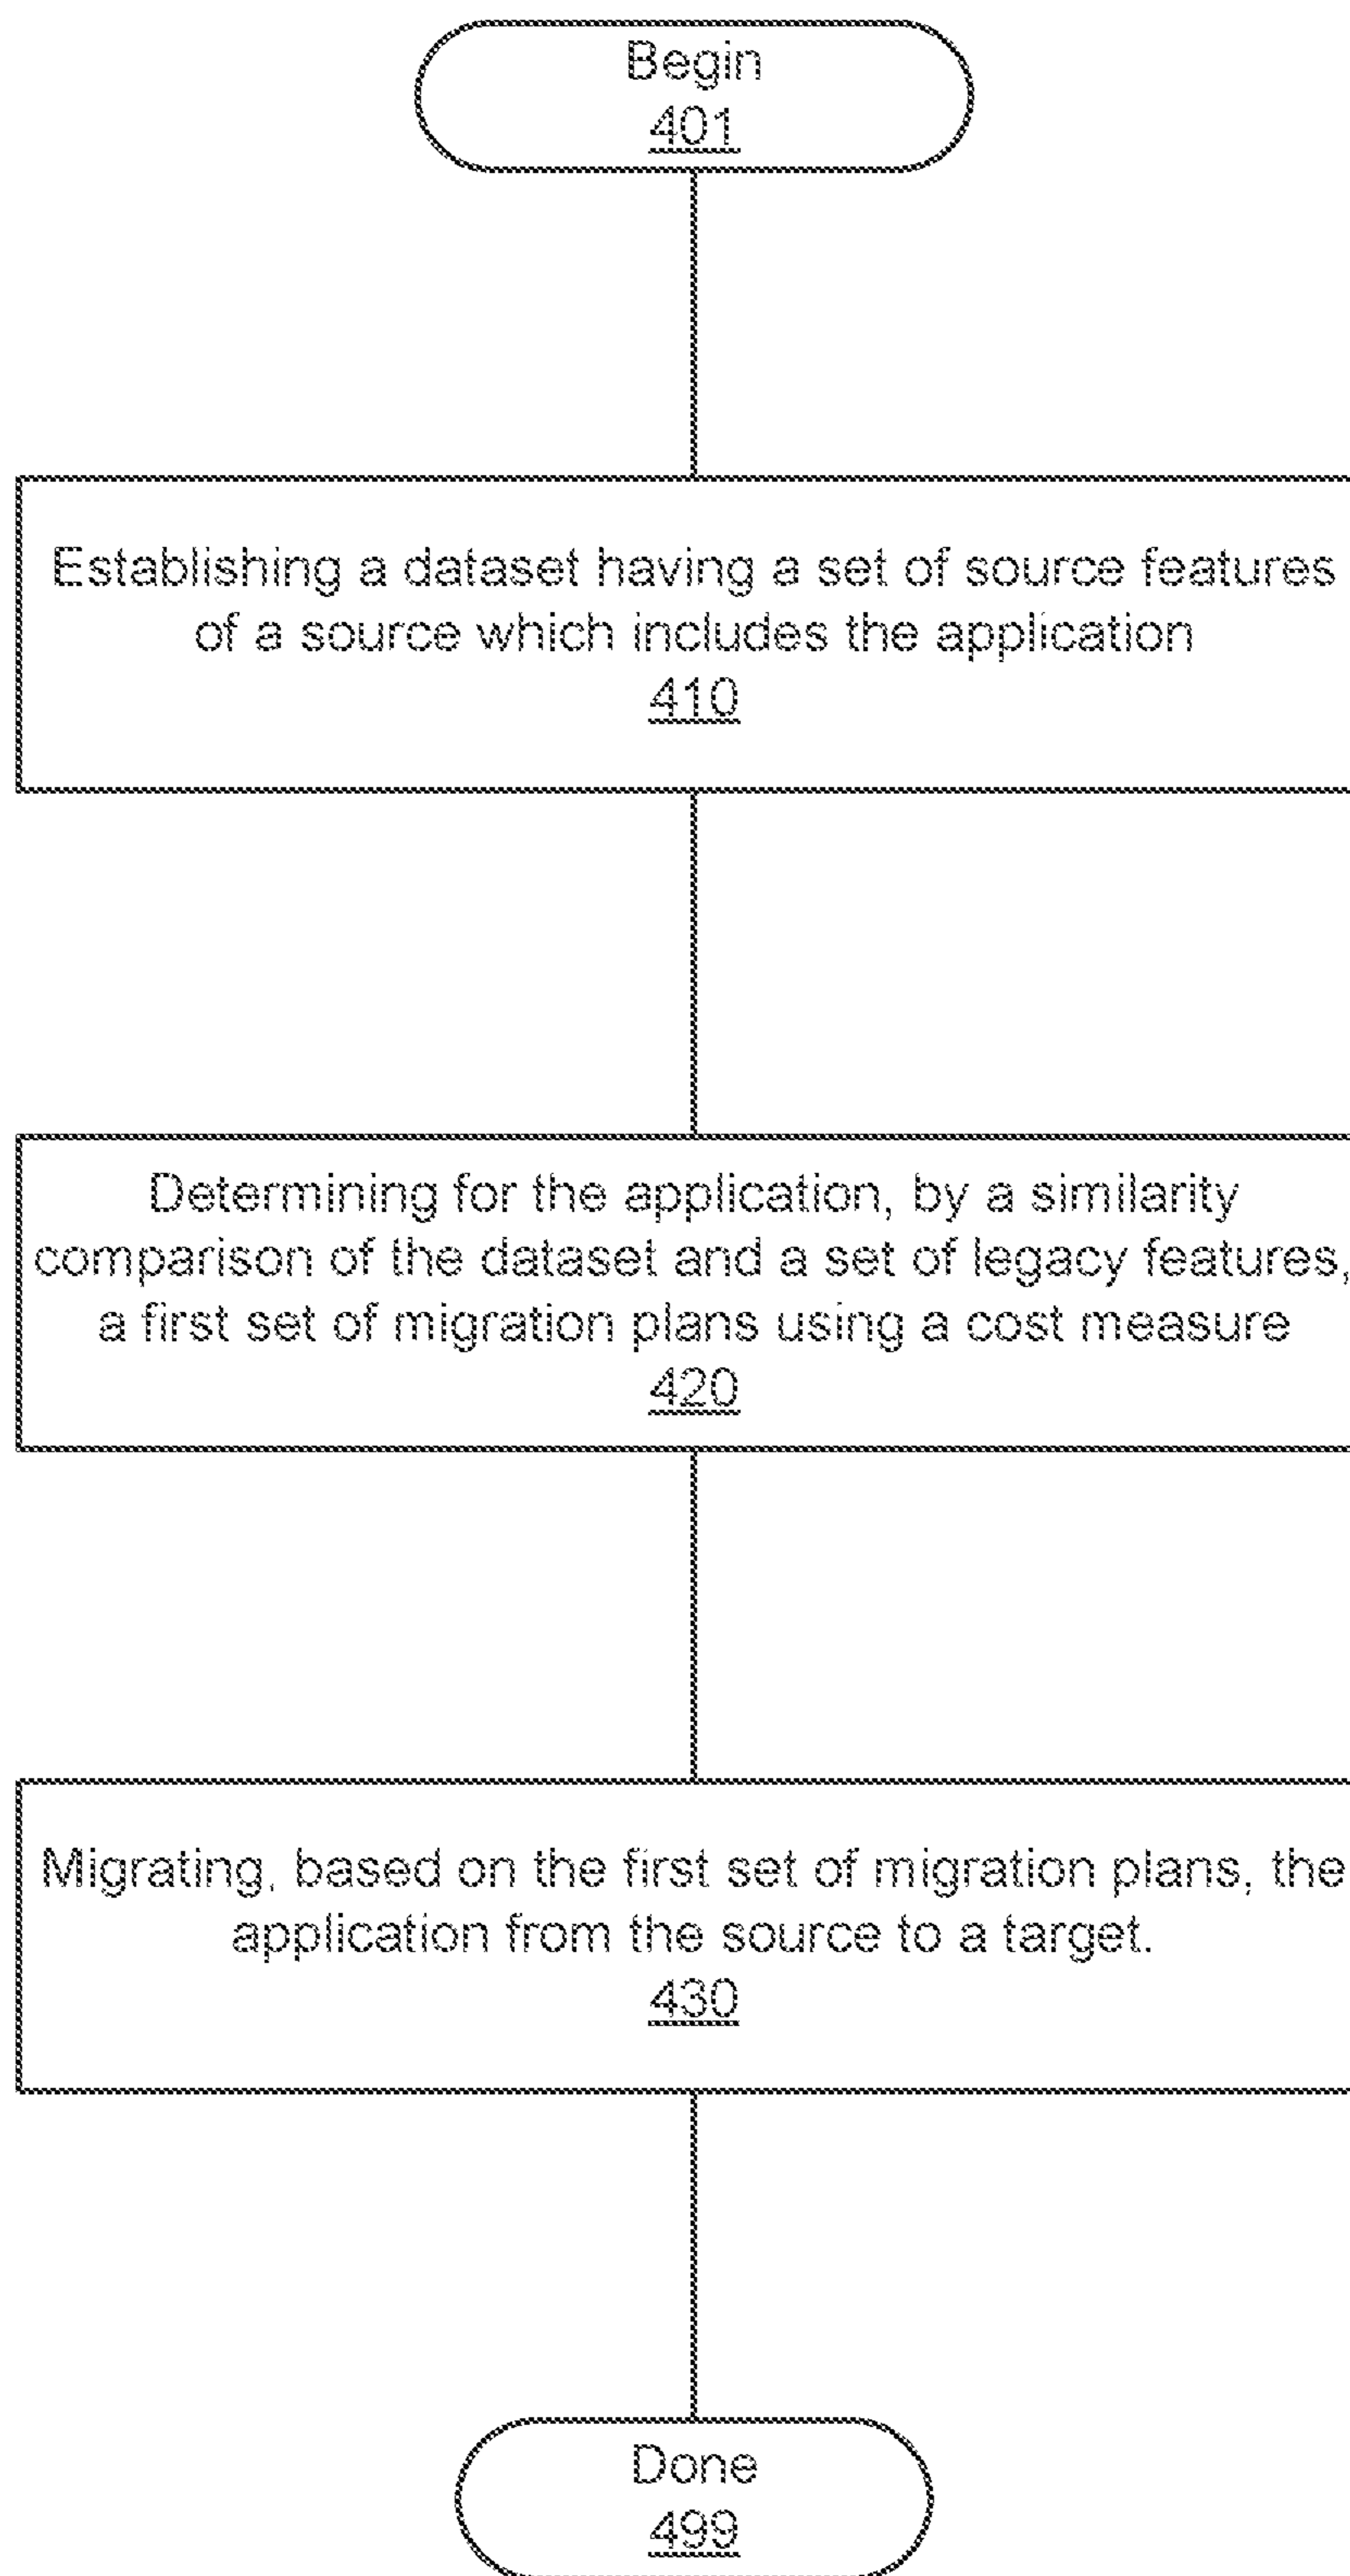 Begin
401
Establishing a dataset having a set of source features
of a source which includes the application
410
Determining for the application, by a similarity
comparison of the dataset and a set of legacy features,
a first set of migration plans using a cost measure
420
Migrating, based on the first set of migration plans, the
application from the source to a target.
430
Done
499